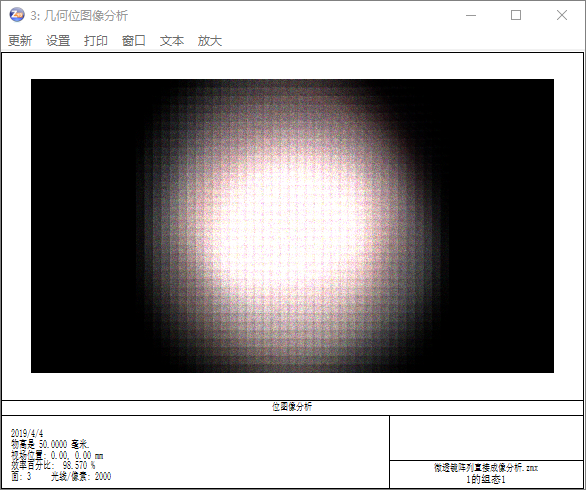 3: 几何位图像分析
更新 设置 打印 窗口 文本 放大
位图像分析
2019/4/4
物高是 50.0000 毫米.
视场位置: 0.00, 0.00 mm
效率百分比: 98.570 %
面: 3 光线/像素: 2000
微透镜阵列直接成像分析.zmx
1的组态1